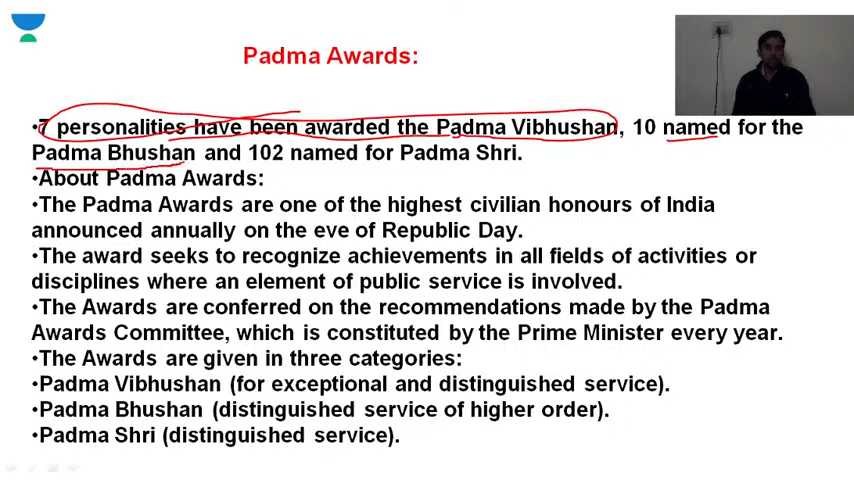 Padma Awards:
•7 personalities have been awarded the Padma Vibhushan, 10 named for the
Padma Bhushan and 102 named for Padma Shri.
•About Padma Awards:
•The Padma Awards are one of the highest civilian honours of India
announced annually on the eve of Republic Day.
•The award seeks to recognize achievements in all fields of activities or
disciplines where an element of public service is involved.
•The Awards are conferred on the recommendations made by the Padma
Awards Committee, which is constituted by the Prime Minister every year.
•The Awards are given in three categories:
•Padma Vibhushan (for exceptional and distinguished service).
•Padma Bhushan (distinguished service of higher order).
•Padma Shri (distinguished service).